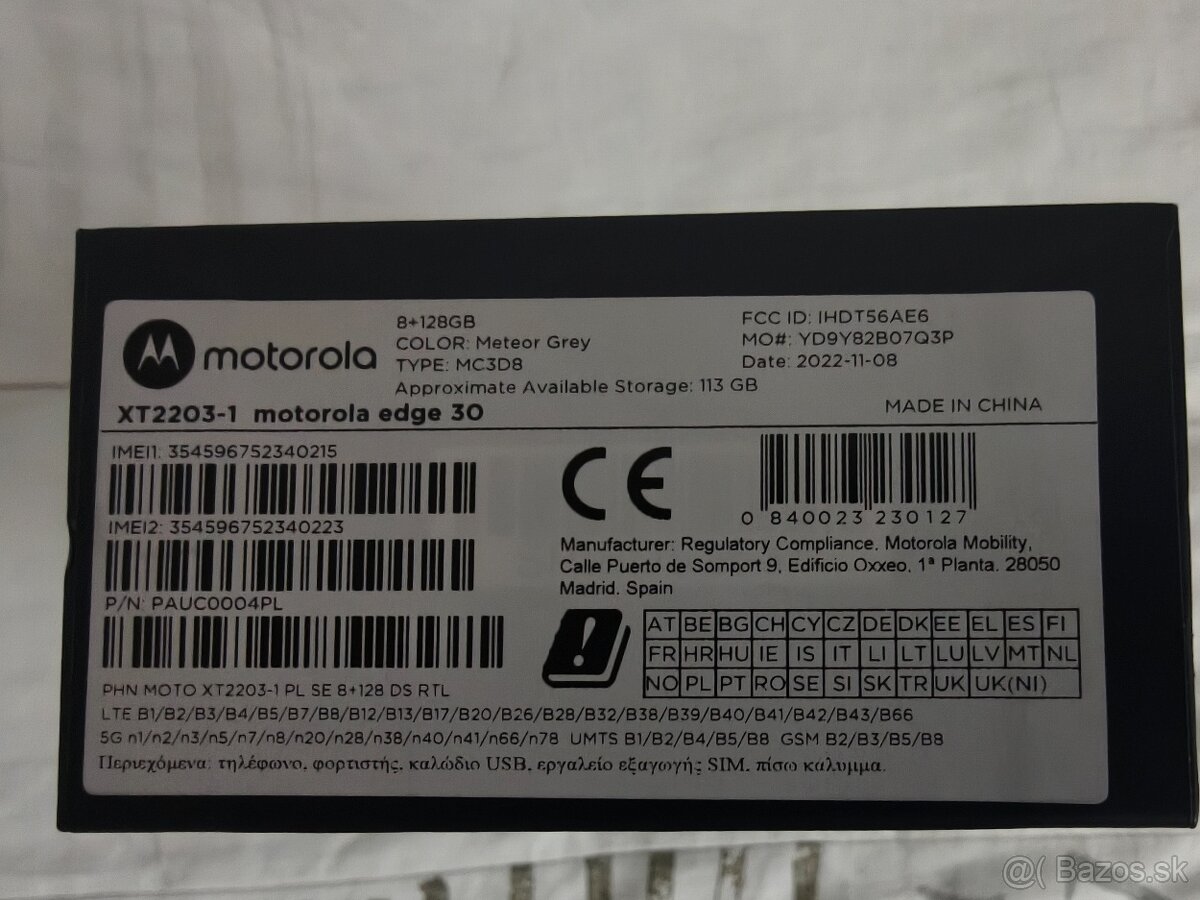 motorola
8+128GB
COLOR: Meteor Grey
TYPE: MC3D8
Approximate Available Storage: 113 GB
FCC ID: IHDT56AE6
MO#: YD9Y82B07Q3P
Date: 2022-11-08
XT2203-1 motorola edge 30
MADE IN CHINA
IMEI1: 354596752340215
IMEI2: 354596752340223
P/N: PAUC0004PL
PHN MOTO XT2203-1 PL SE 8+128 DS RTL
CE
0 840023 230127
Manufacturer: Regulatory Compliance. Motorola Mobility,
Calle Puerto de Somport 9, Edificio Oxxeo, 1ª Planta. 28050
Madrid. Spain
!
AT BE BG CH CY CZ DE DK EE EL ES FI
FR HR HU IE IS IT LI LT LU LV MT NL
NO PL PT RO SE SI SK TR UK UK(NI)
LTE B1/B2/B3/B4/B5/B7/B8/B12/B13/B17/B20/B26/B28/B32/B38/B39/B40/B41/B42/B43/B66
5G n1/n2/n3/n5/n7/n8/n20/n28/n38/n40/n41/n66/n78 UMTS B1/B2/B4/B5/B8 GSM B2/B3/B5/B8
Περιεχόμενα: τηλέφωνο, φορτιστής, καλώδιο USB, εργαλείο εξαγωγής SIM, πίσω κάλυμμα.
@( Bazos.sk